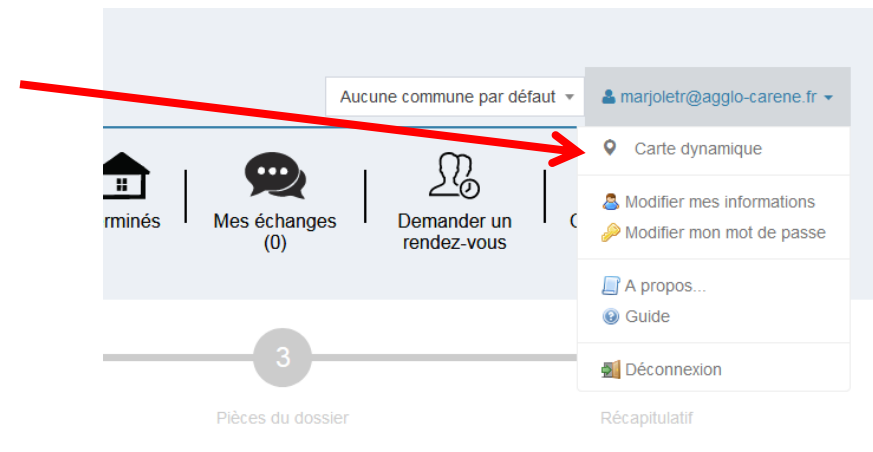 Aucune commune par défaut
marjoletr@agglo-carene.fr
Carte dynamique
rminés
Mes échanges
(0)
Demander un
rendez-vous
Modifier mes informations
Modifier mon mot de passe
A propos...
Guide
3
Déconnexion
Pièces du dossier
Récapitulatif